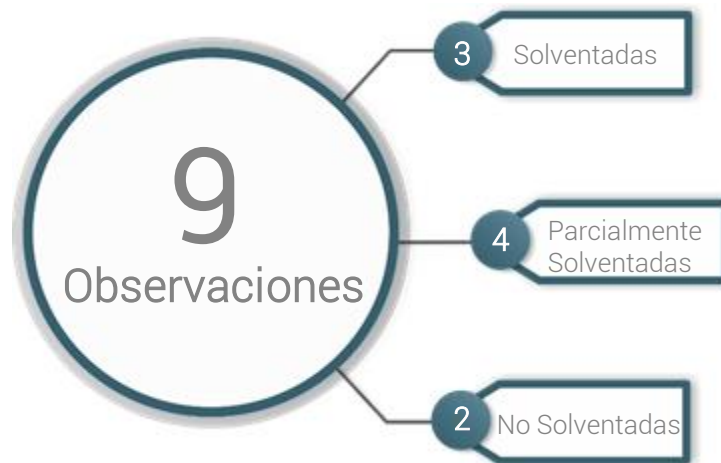 9
Observaciones
3
Solventadas
4
Parcialmente
Solventadas
2
No Solventadas